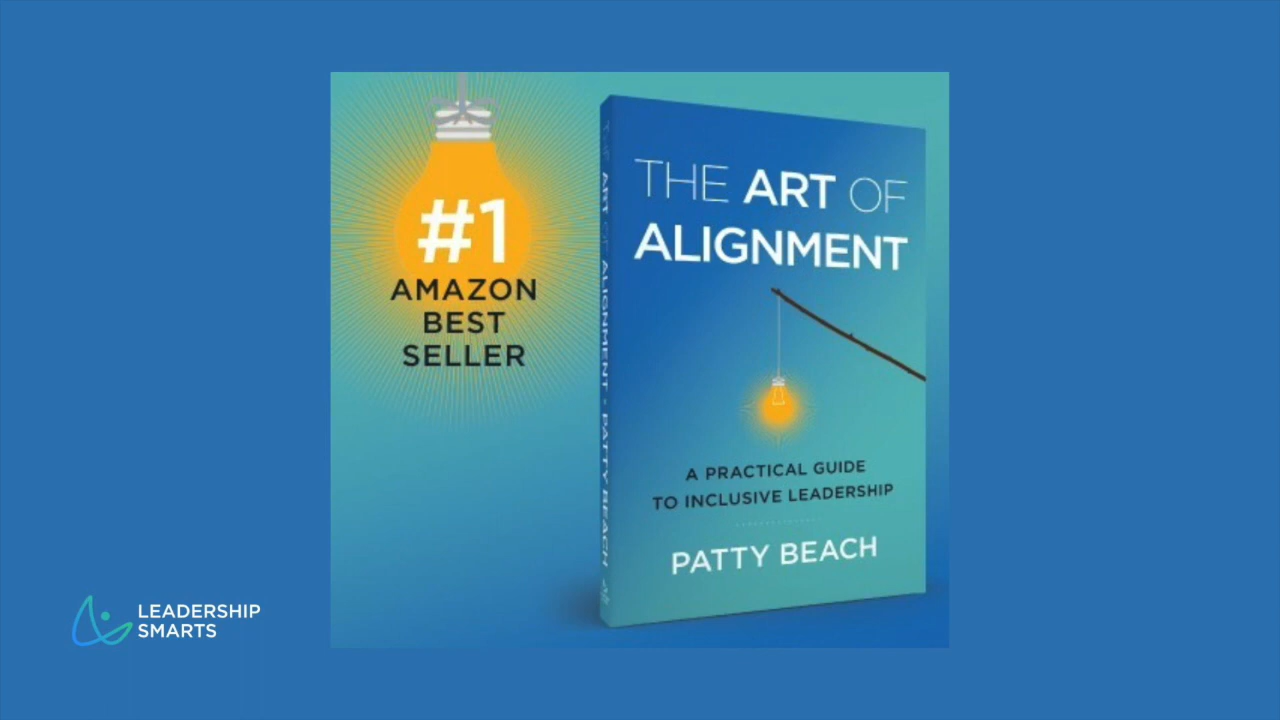 #1
AMAZON
BEST
SELLER
THE ART OF
ALIGNMENT
A PRACTICAL GUIDE
TO INCLUSIVE LEADERSHIP
PATTY BEACH
THE ART OF ALIGNMENT • PATTY BEACH
LEADERSHIP
SMARTS